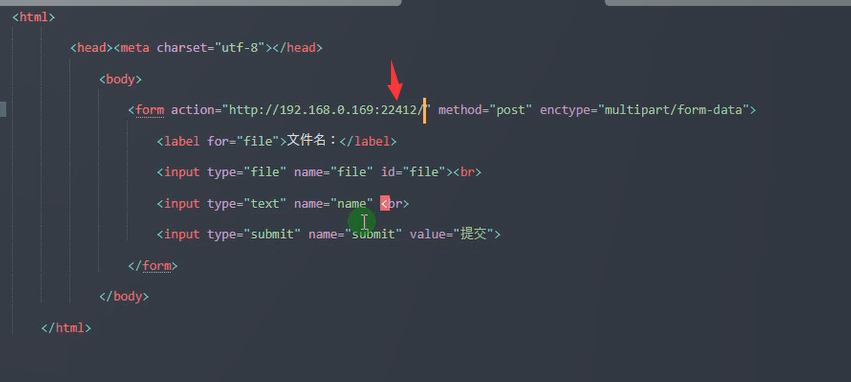 <html>
<head><meta charset="utf-8"></head>
<body>
<form action="http://192.168.0.169:22412/" method="post" enctype="multipart/form-data">
<label for="file">文件名：</label>
<input type="file" name="file" id="file"><br>
<input type="text" name="name" <br>
<input type="submit" name="submit" value="提交">
</form>
</body>
</html>